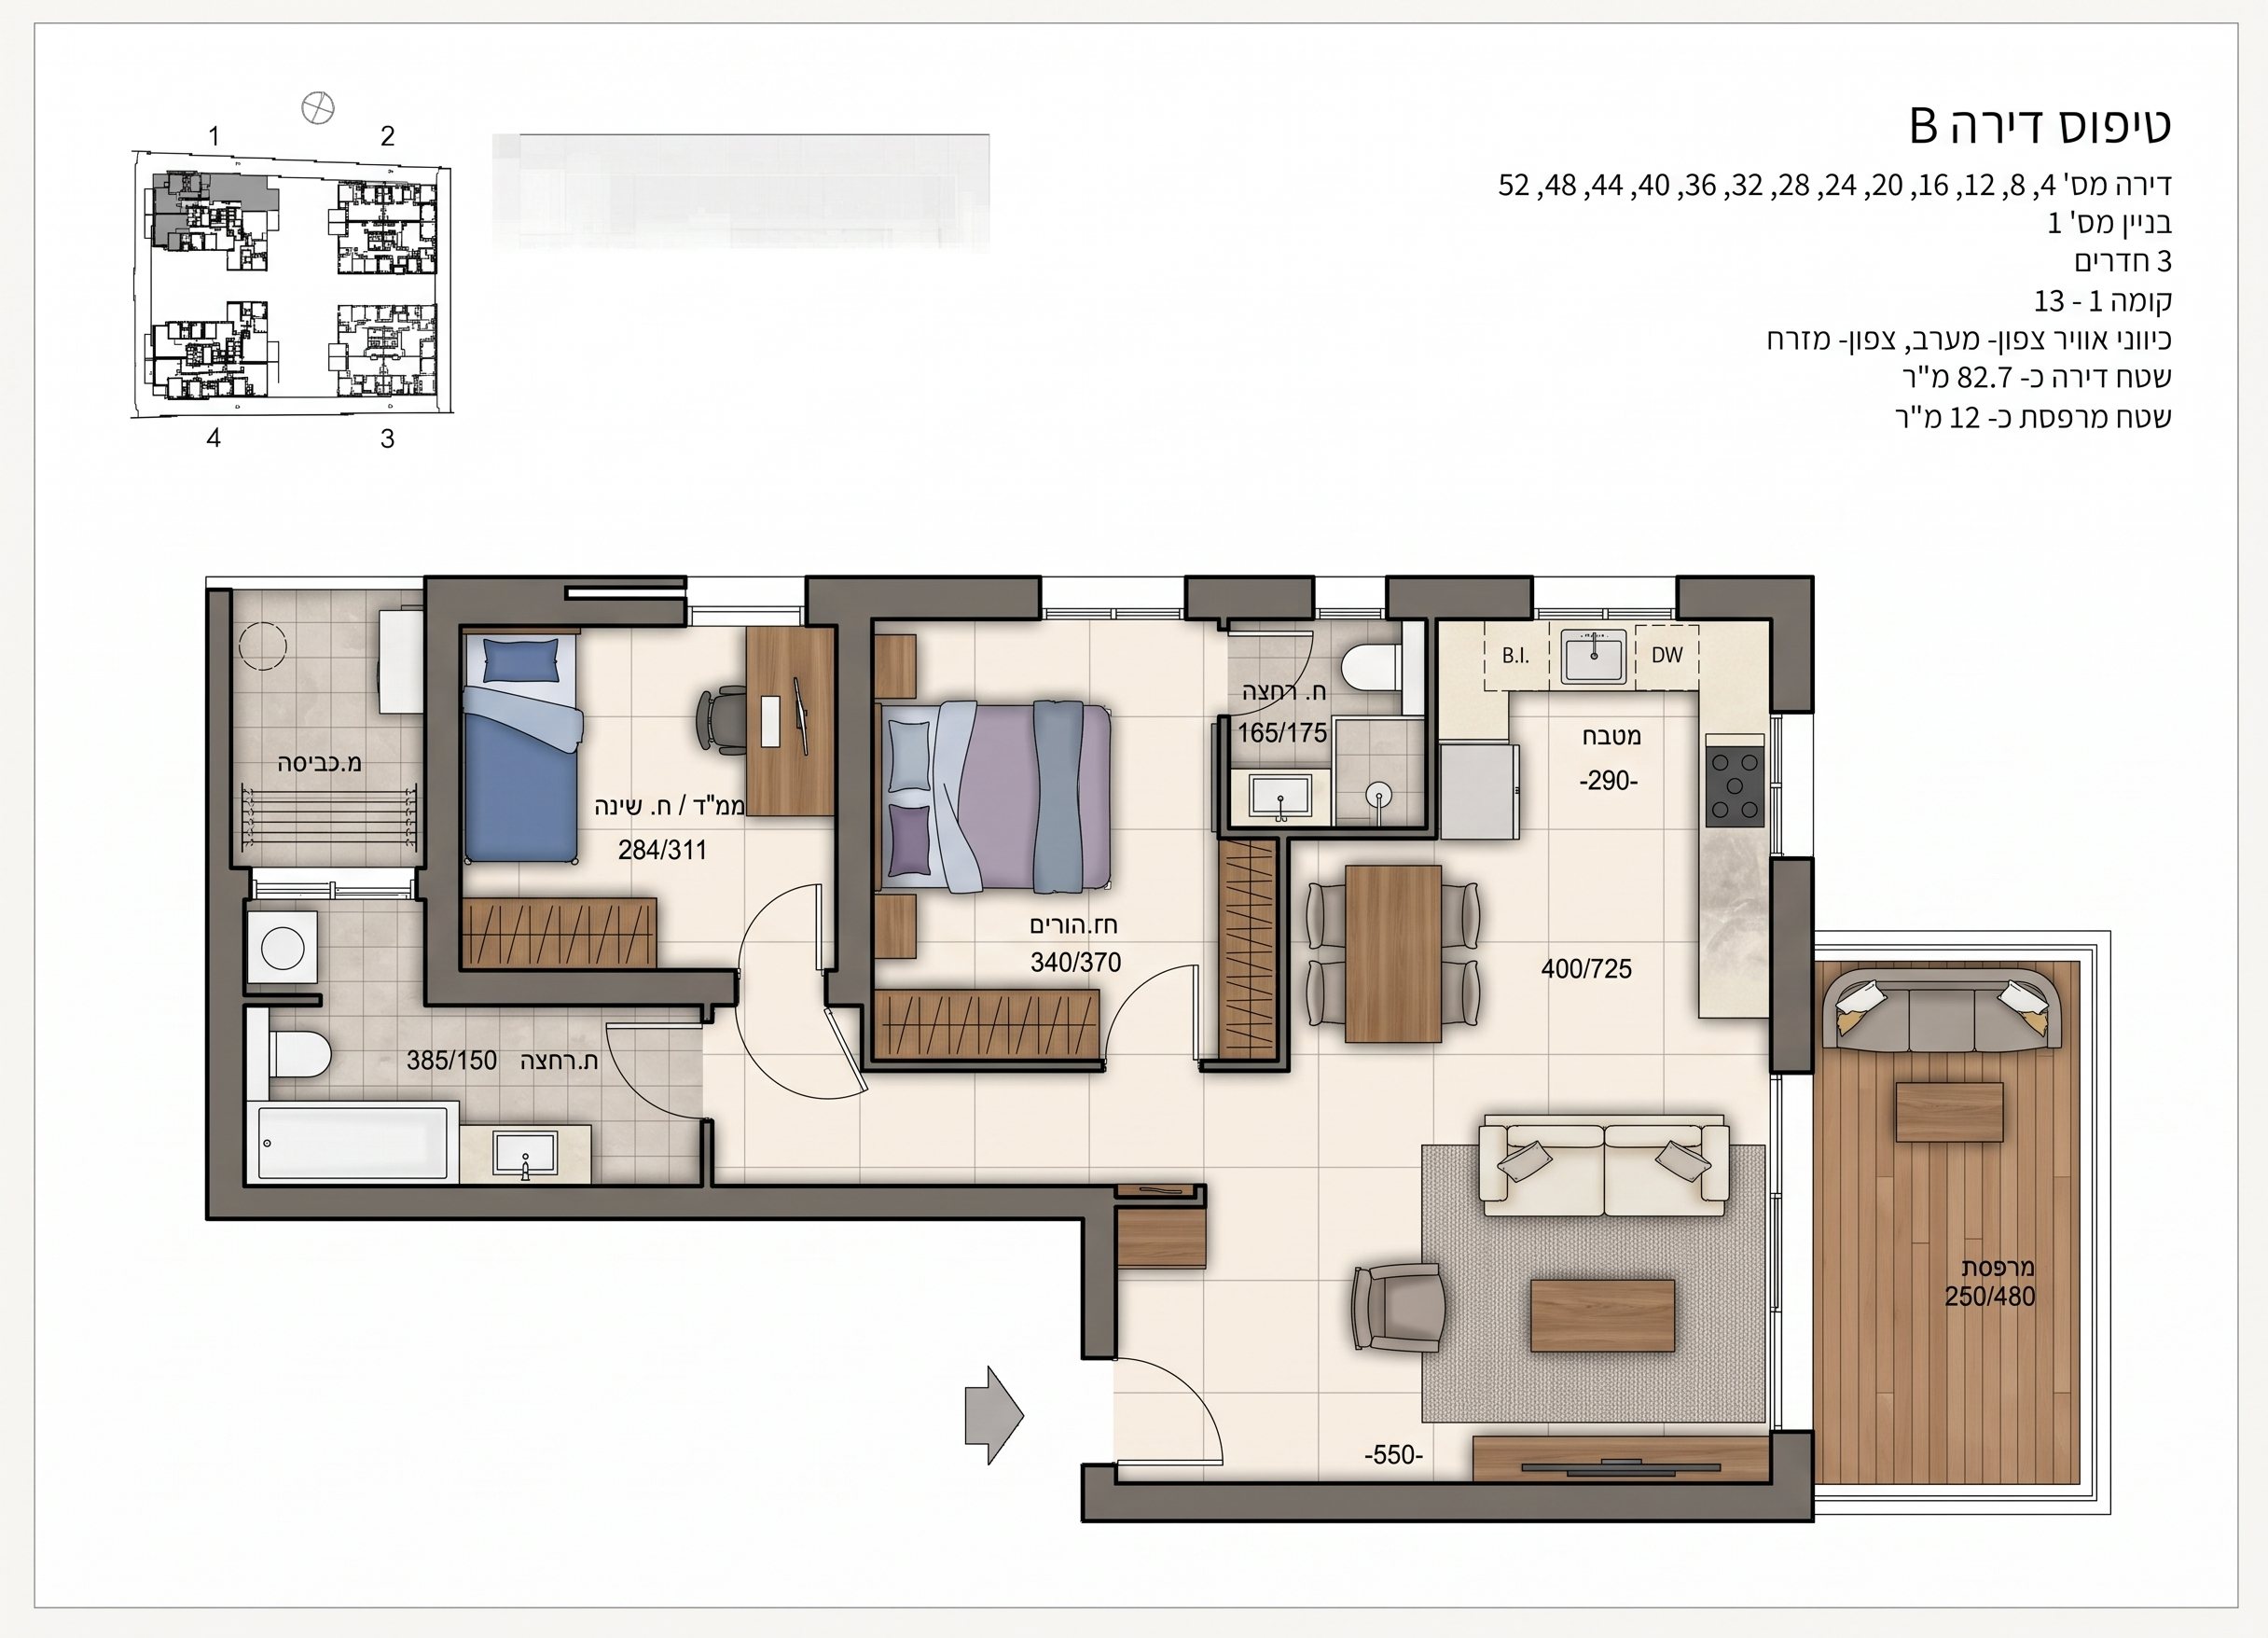 טיפוס דירה B
דירה מס' 4, 8, 12, 16, 20, 24, 28, 32, 36, 40, 44, 48, 52
בניין מס' 1
3 חדרים
קומה 1 - 13
כיווני אוויר צפון- מערב, צפון- מזרח
שטח דירה כ- 82.7 מ"ר
שטח מרפסת כ- 12 מ"ר
1
2
4
3
ח. רחצה
165/175
B.I.
DW
מטבח
-290-
מ.כביסה
ממ"ד / ח. שינה
284/311
חז.הורים
340/370
400/725
ח.רחצה 385/150
מרפסת
250/480
-550-